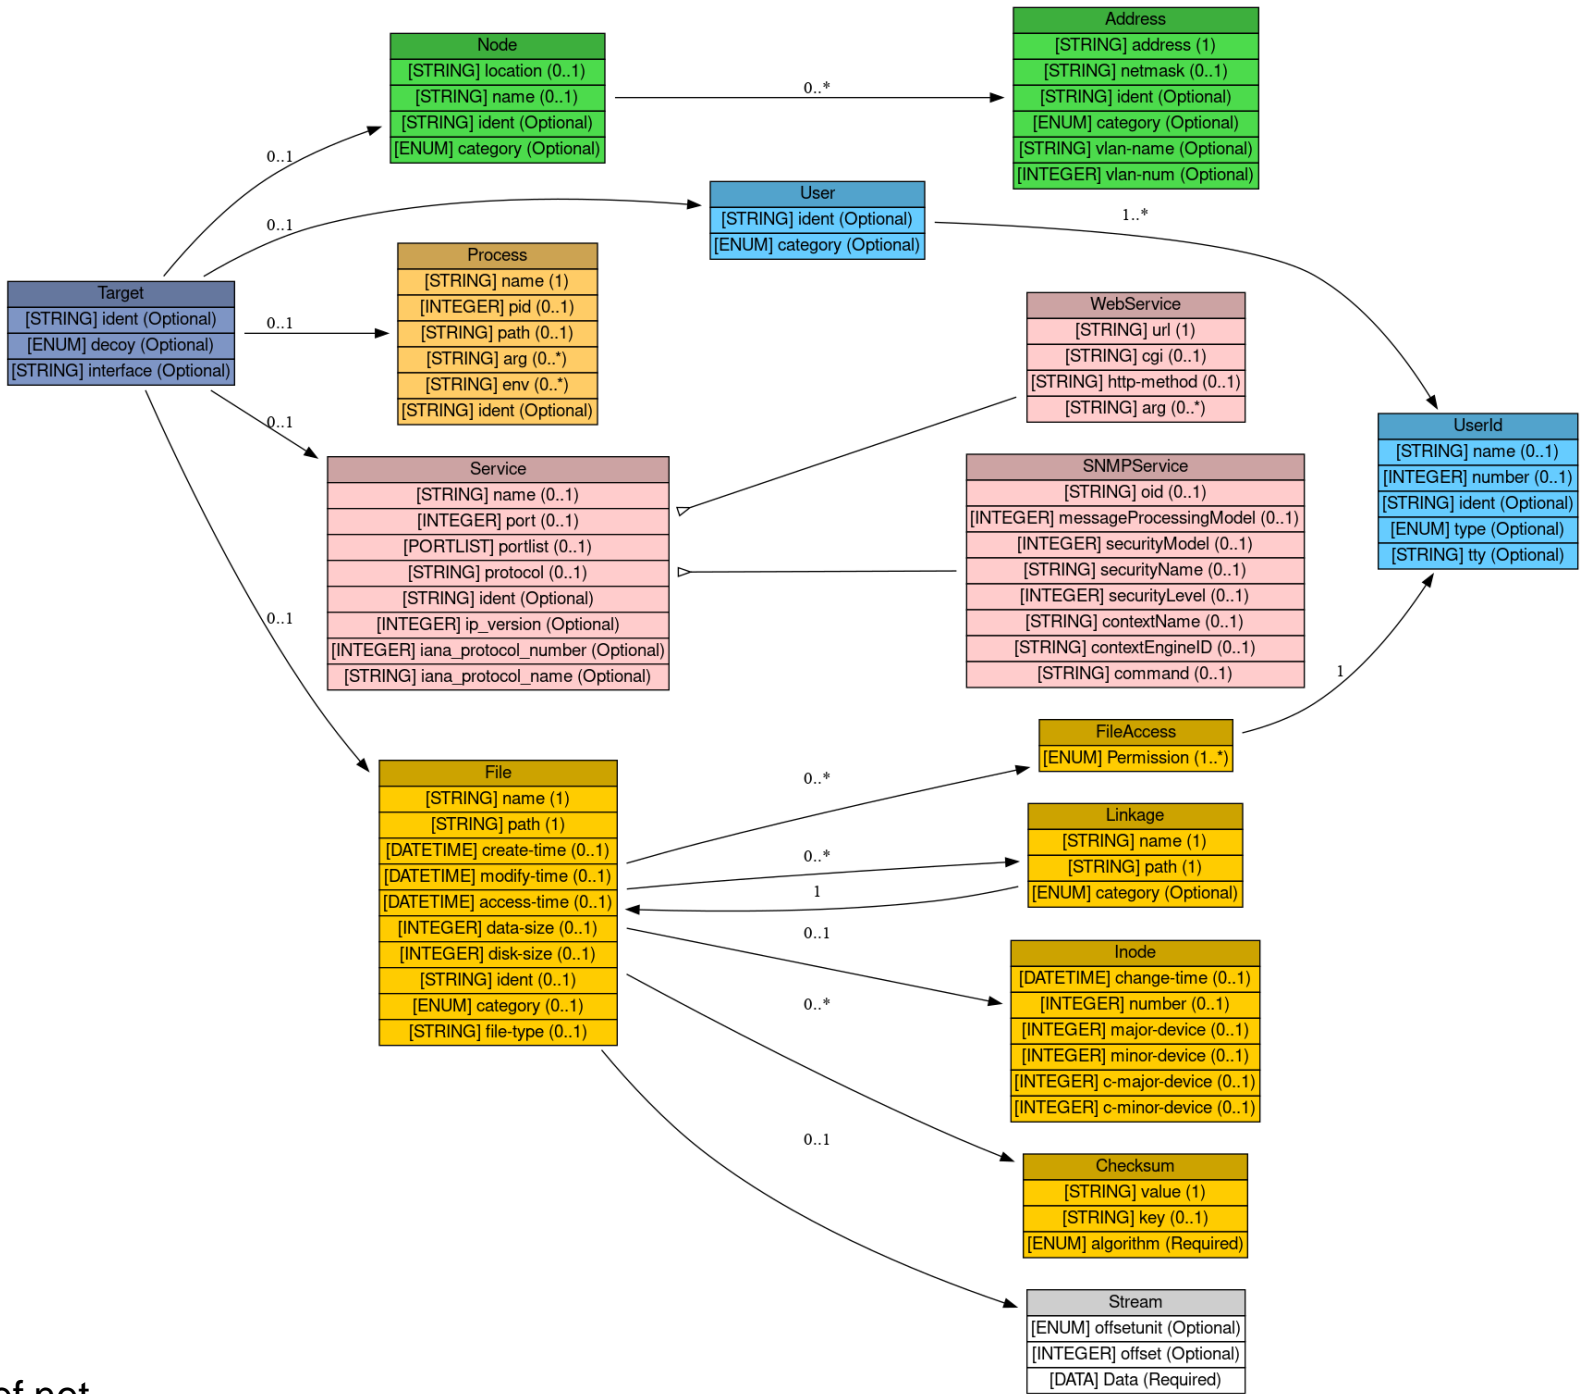 Node
[STRING] location (0..1)
[STRING] name (0..1)
[STRING] ident (Optional)
[ENUM] category (Optional)
0..*
Address
[STRING] address (1)
[STRING] netmask (0..1)
[STRING] ident (Optional)
[ENUM] category (Optional)
[STRING] vlan-name (Optional)
[INTEGER] vlan-num (Optional)
0..1
0..1
User
[STRING] ident (Optional)
[ENUM] category (Optional)
1..*
Target
[STRING] ident (Optional)
[ENUM] decoy (Optional)
[STRING] interface (Optional)
0..1
Process
[STRING] name (1)
[INTEGER] pid (0..1)
[STRING] path (0..1)
[STRING] arg (0..*)
[STRING] env (0..*)
[STRING] ident (Optional)
WebService
[STRING] url (1)
[STRING] cgi (0..1)
[STRING] http-method (0..1)
[STRING] arg (0..*)
UserId
[STRING] name (0..1)
[INTEGER] number (0..1)
[STRING] ident (Optional)
[ENUM] type (Optional)
[STRING] tty (Optional)
0..1
Service
[STRING] name (0..1)
[INTEGER] port (0..1)
[PORTLIST] portlist (0..1)
[STRING] protocol (0..1)
[STRING] ident (Optional)
[INTEGER] ip_version (Optional)
[INTEGER] iana_protocol_number (Optional)
[STRING] iana_protocol_name (Optional)
SNMPService
[STRING] oid (0..1)
[INTEGER] messageProcessingModel (0..1)
[INTEGER] securityModel (0..1)
[STRING] securityName (0..1)
[INTEGER] securityLevel (0..1)
[STRING] contextName (0..1)
[STRING] contextEngineID (0..1)
[STRING] command (0..1)
0..1
1
File
[STRING] name (1)
[STRING] path (1)
[DATETIME] create-time (0..1)
[DATETIME] modify-time (0..1)
[DATETIME] access-time (0..1)
[INTEGER] data-size (0..1)
[INTEGER] disk-size (0..1)
[STRING] ident (0..1)
[ENUM] category (0..1)
[STRING] file-type (0..1)
0..*
FileAccess
[ENUM] Permission (1..*)
0..*
1
Linkage
[STRING] name (1)
[STRING] path (1)
[ENUM] category (Optional)
0..1
Inode
[DATETIME] change-time (0..1)
[INTEGER] number (0..1)
[INTEGER] major-device (0..1)
[INTEGER] minor-device (0..1)
[INTEGER] c-major-device (0..1)
[INTEGER] c-minor-device (0..1)
0..*
Checksum
[STRING] value (1)
[STRING] key (0..1)
[ENUM] algorithm (Required)
0..1
Stream
[ENUM] offsetunit (Optional)
[INTEGER] offset (Optional)
[DATA] Data (Required)